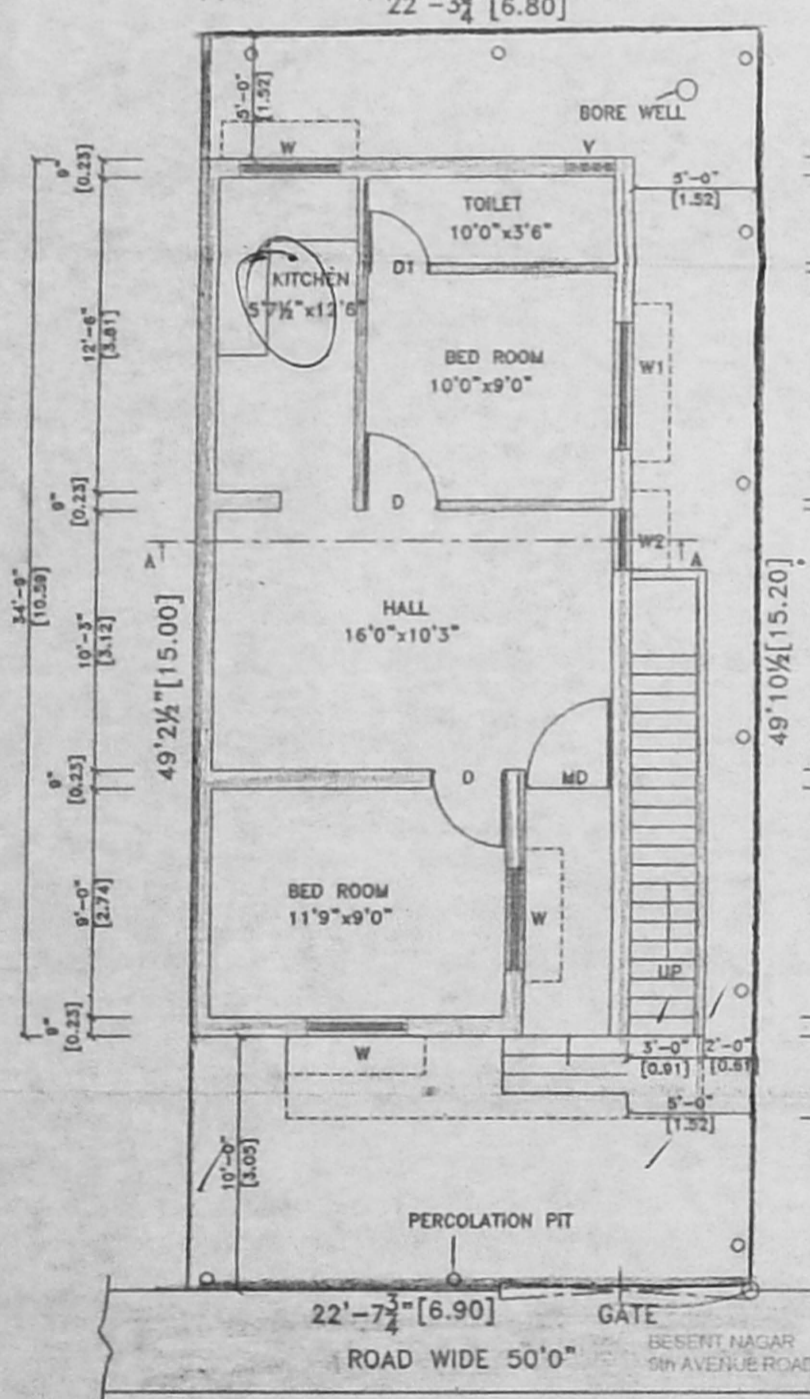 22'-3¾" [6.80]
5'-0"
[1.52]
BORE WELL
W
V
9"
[0.23]
5'-0"
[1.52]
TOILET
10'0"x3'6"
D1
KITCHEN
5'7½"x12'6"
12'-6"
[3.81]
BED ROOM
10'0"x9'0"
W1
9"
[0.23]
D
W2
A
A
34'-9"
[10.59]
49'2½"[15.00]
49'10½[15.20]
HALL
16'0"x10'3"
10'-3"
[3.12]
9"
[0.23]
D
MD
BED ROOM
11'9"x9'0"
9'-0"
[2.74]
W
UP
9"
[0.23]
W
3'-0"
[0.91]
2'-0"
[0.61]
5'-0"
[1.52]
10'-0"
[3.05]
PERCOLATION PIT
22'-7¾"[6.90]
GATE
ROAD WIDE 50'0"
BESENT NAGAR
9th AVENUE ROAD